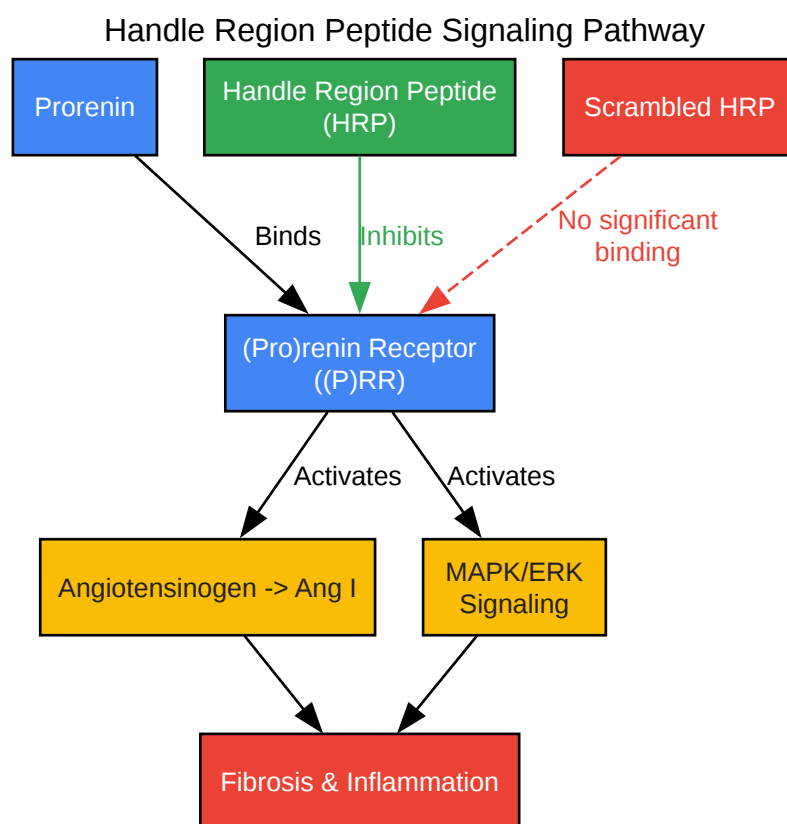 Handle Region Peptide Signaling Pathway
Prorenin
Handle Region Peptide
(HRP)
Scrambled HRP
Binds
Inhibits
No significant
binding
(Pro)renin Receptor
((P)RR)
Activates
Activates
Angiotensinogen -> Ang I
MAPK/ERK
Signaling
Fibrosis & Inflammation